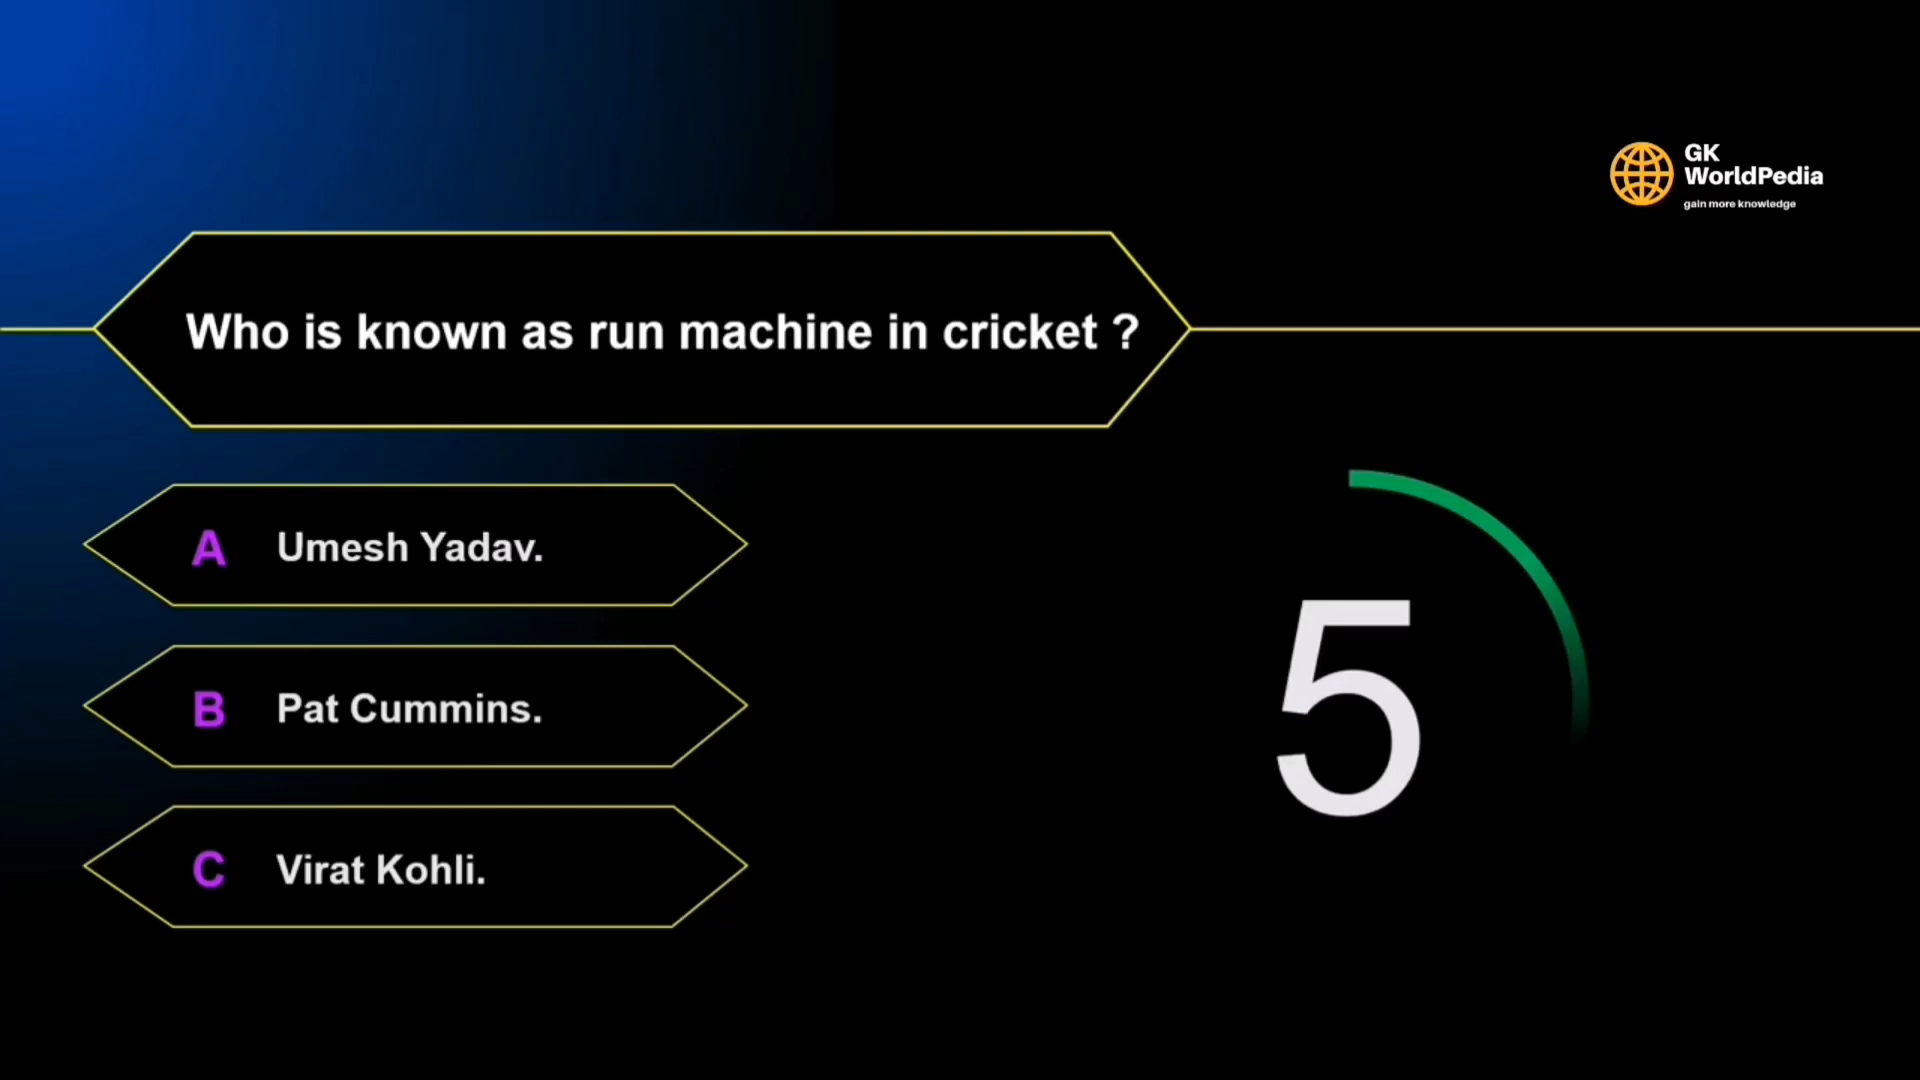 GK
WorldPedia
gain more knowledge
Who is known as run machine in cricket ?
A Umesh Yadav.
B Pat Cummins.
C Virat Kohli.
5